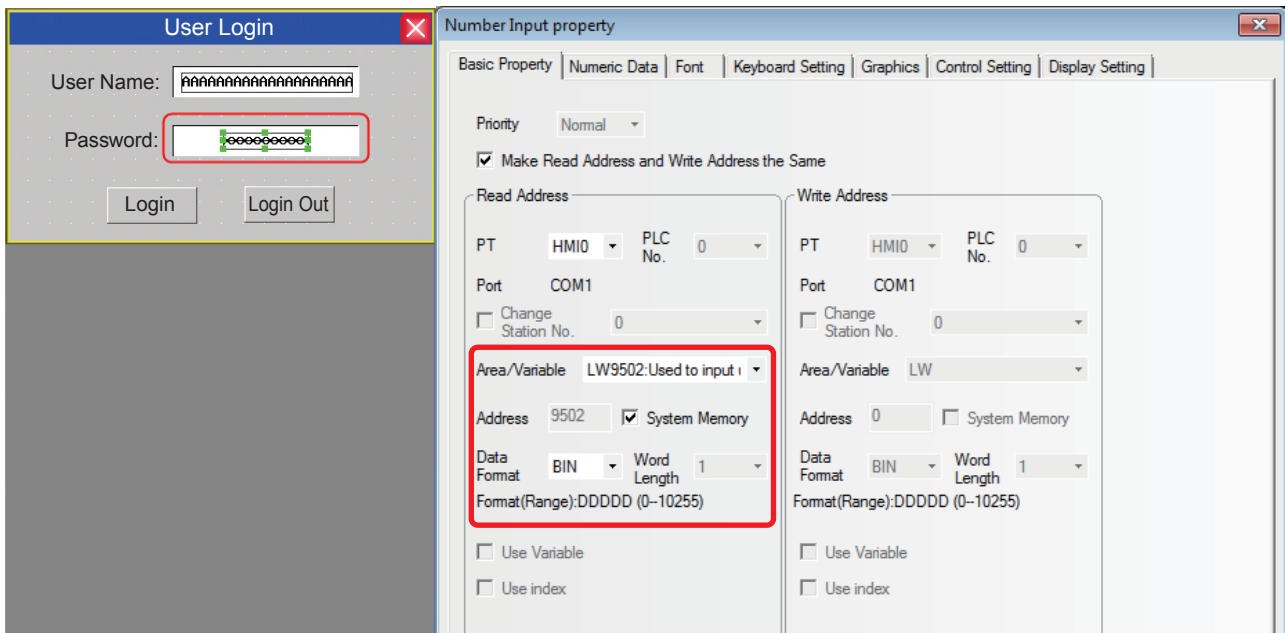 User Login
User Name: AAAAAAAAAAAAAAAAAAAA
Password:
Login Login Out
Number Input property
Basic Property Numeric Data Font Keyboard Setting Graphics Control Setting Display Setting
Priority Normal
Make Read Address and Write Address the Same
Read Address
PT HMI0 PLC No. 0
Port COM1
Change Station No. 0
Area/Variable LW9502:Used to input
Address 9502 System Memory
Data Format BIN Word Length 1
Format(Range):DDDDD (0--10255)
Use Variable
Use index
Write Address
PT HMI0 PLC No. 0
Port COM1
Change Station No. 0
Area/Variable LW
Address 0 System Memory
Data Format BIN Word Length 1
Format(Range):DDDDD (0--10255)
Use Variable
Use index